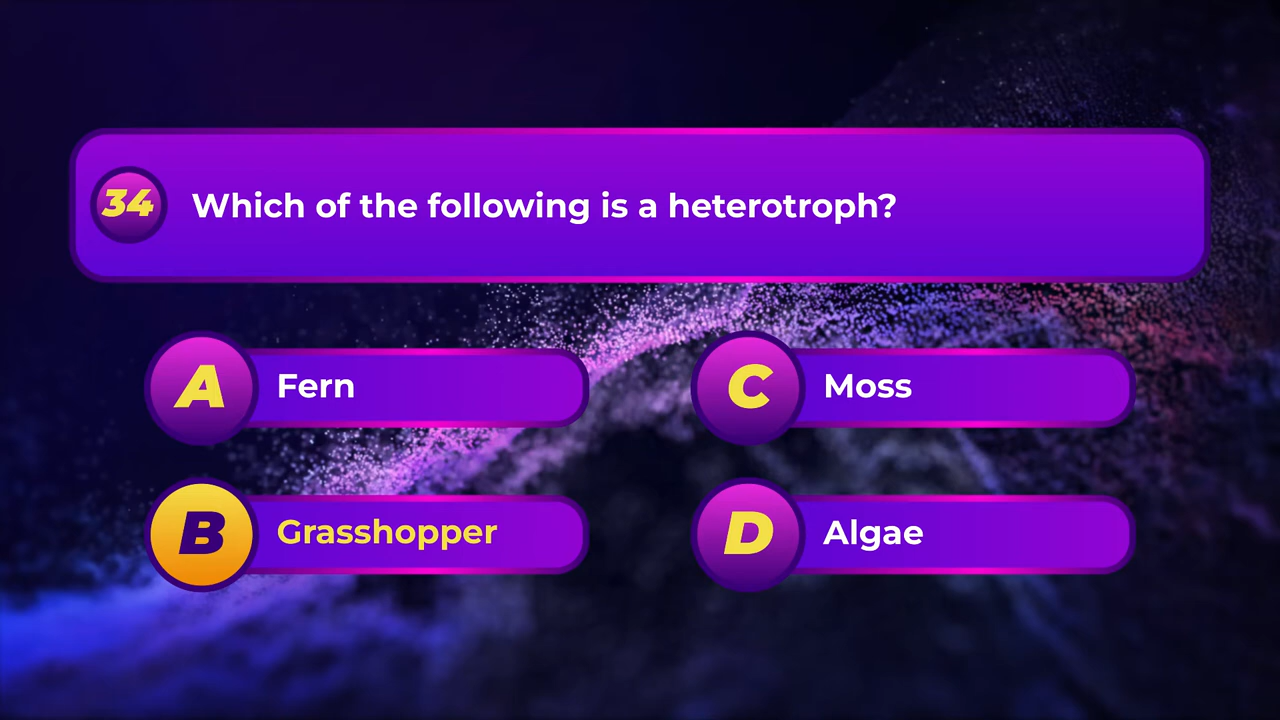 34 Which of the following is a heterotroph?
A Fern
B Grasshopper
C Moss
D Algae